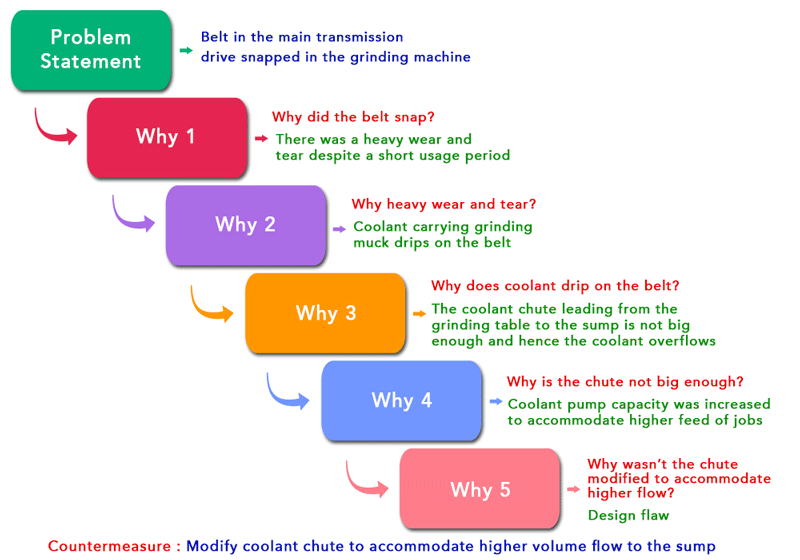 Problem
Statement
Belt in the main transmission
drive snapped in the grinding machine
Why 1
Why did the belt snap?
There was a heavy wear and
tear despite a short usage period
Why 2
Why heavy wear and tear?
Coolant carrying grinding
muck drips on the belt
Why 3
Why does coolant drip on the belt?
The coolant chute leading from the
grinding table to the sump is not big
enough and hence the coolant overflows
Why 4
Why is the chute not big enough?
Coolant pump capacity was increased
to accommodate higher feed of jobs
Why 5
Why wasn't the chute
modified to accommodate
higher flow?
Design flaw
Countermeasure : Modify coolant chute to accommodate higher volume flow to the sump